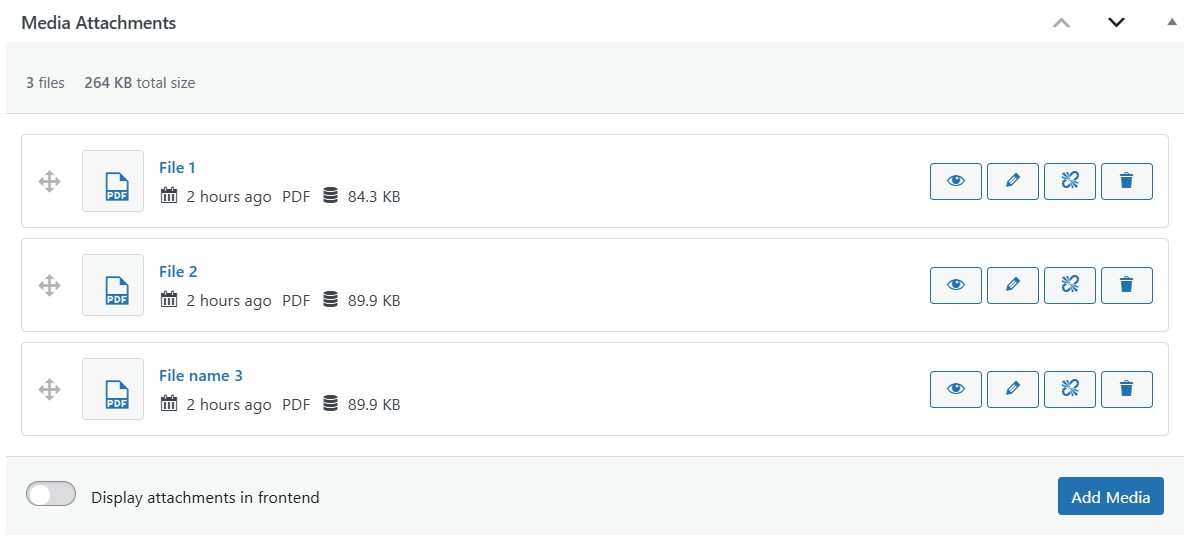 Media Attachments
3 files 264 KB total size
PDF
File 1
2 hours ago PDF 84.3 KB
PDF
File 2
2 hours ago PDF 89.9 KB
PDF
File name 3
2 hours ago PDF 89.9 KB
Display attachments in frontend
Add Media